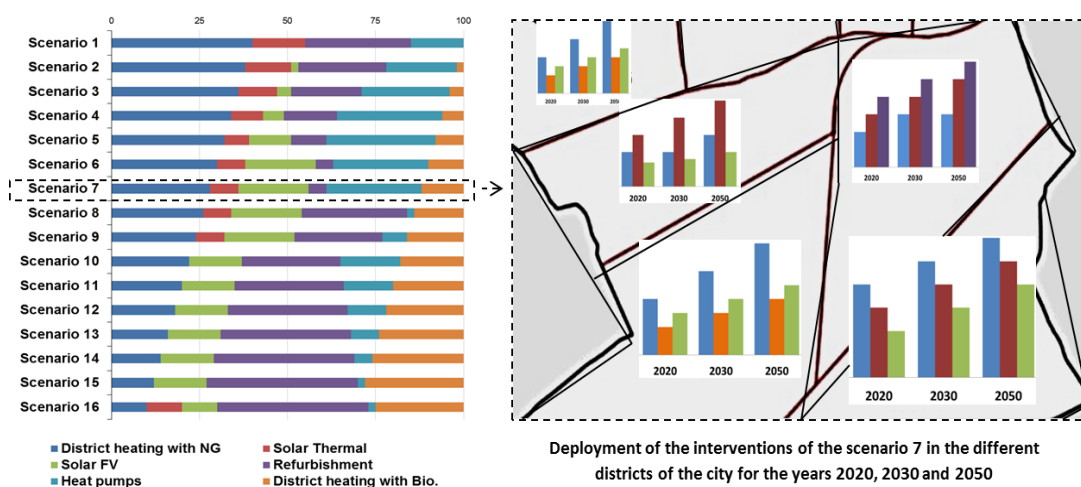 0 25 50 75 100
Scenario 1
Scenario 2
Scenario 3
Scenario 4
Scenario 5
Scenario 6
Scenario 7
Scenario 8
Scenario 9
Scenario 10
Scenario 11
Scenario 12
Scenario 13
Scenario 14
Scenario 15
Scenario 16
District heating with NG Solar Thermal
Solar FV Refurbishment
Heat pumps District heating with Bio.
2020 2030 205
2020 2030 2050
2020 2030 2050
2020 2030 2050
2020 2030 2050
Deployment of the interventions of the scenario 7 in the different
districts of the city for the years 2020, 2030 and 2050